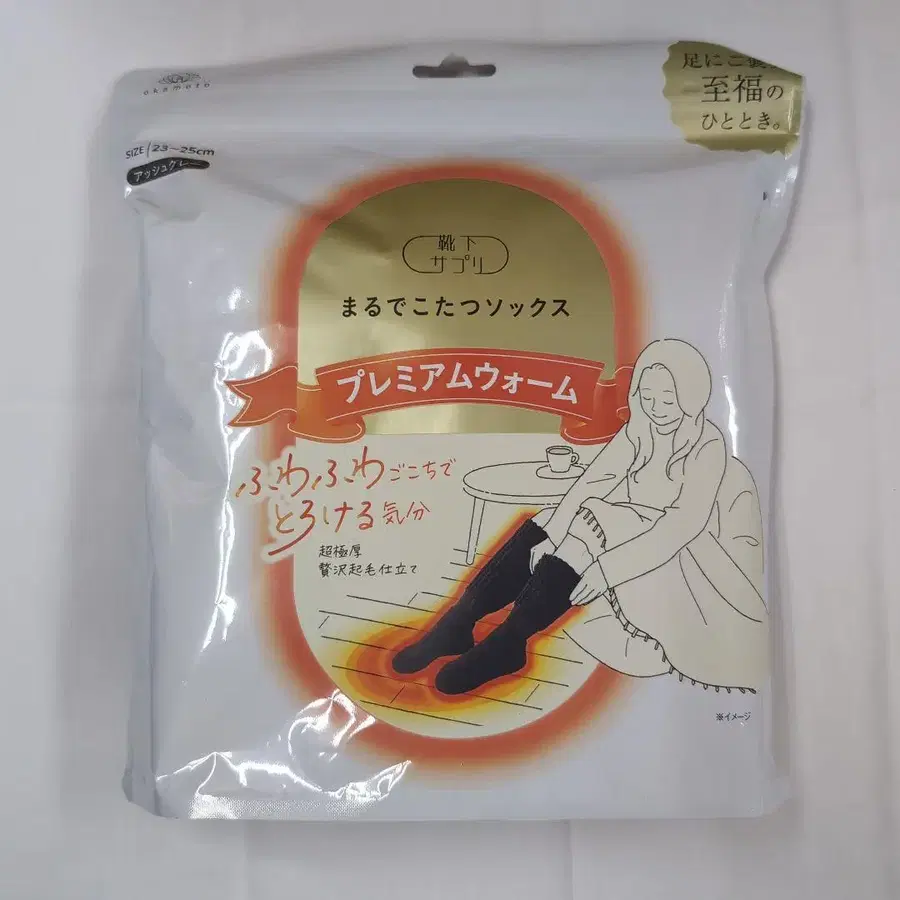 okamoto
足にご褒
至福の
ひととき。
SIZE/23~25cm
アッシュグレー
靴下
サプリ
まるでこたつソックス
プレミアムウォーム
ふわふわごこちで
とろける気分
超極厚
贅沢起毛仕立て
※イメージ